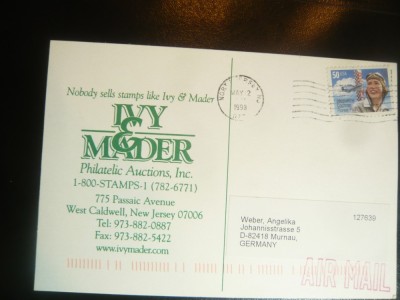 Nobody sells stamps like Ivy & Mader
IVY
&
MADER
Philatelic Auctions, Inc.
1-800-STAMPS-1 (782-6771)
775 Passaic Avenue
West Caldwell, New Jersey 07006
Tel: 973-882-0887
Fax: 973-882-5422
www.ivymader.com
50
1998
Weber, Angelika
127639
Johannisstrasse 5
D-82418 Murnau,
GERMANY
AIR MAIL